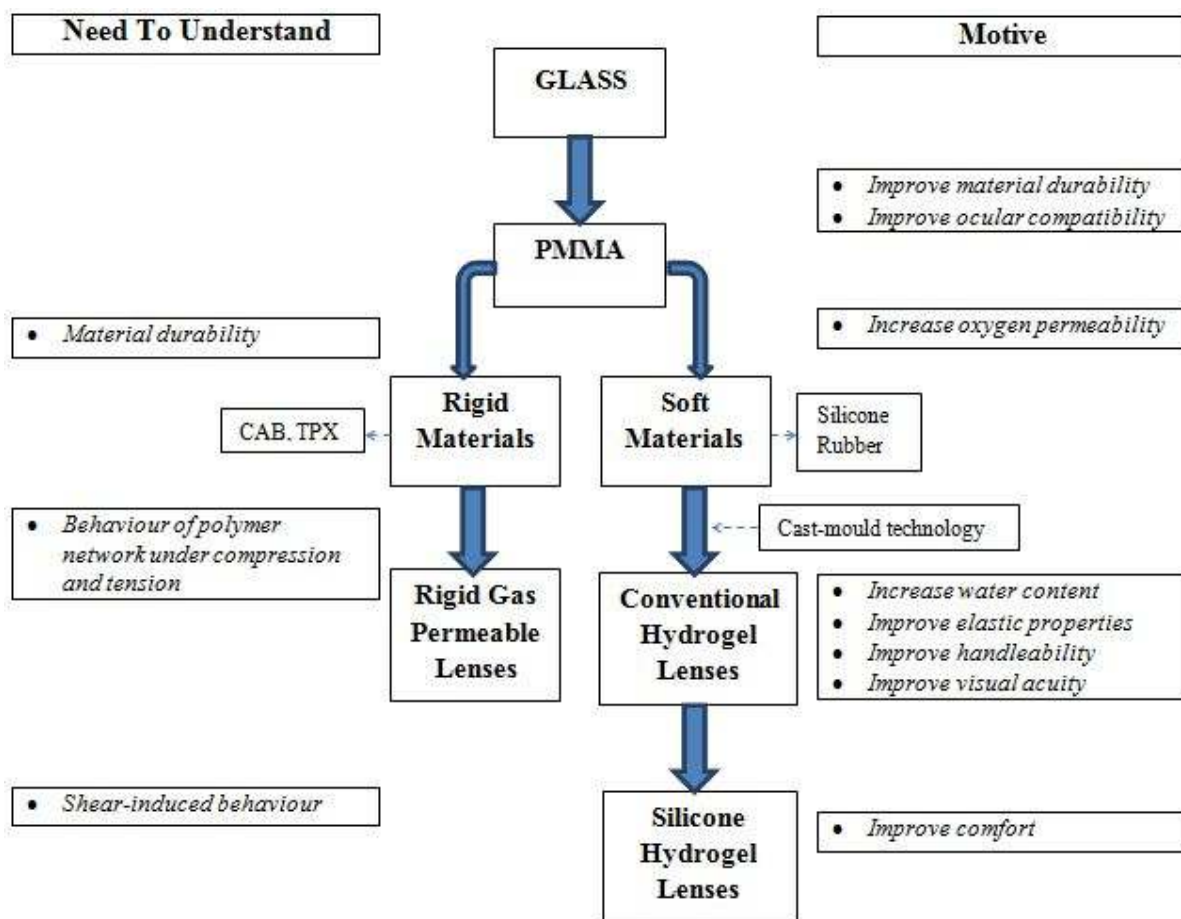 Need To Understand
Motive
GLASS
• Improve material durability
• Improve ocular compatibility
PMMA
• Material durability
• Increase oxygen permeability
Rigid
Materials
Soft
Materials
CAB, TPX
Silicone
Rubber
• Behaviour of polymer
network under compression
and tension
Cast-mould technology
Rigid Gas
Permeable
Lenses
Conventional
Hydrogel
Lenses
• Increase water content
• Improve elastic properties
• Improve handleability
• Improve visual acuity
• Shear-induced behaviour
Silicone
Hydrogel
Lenses
• Improve comfort